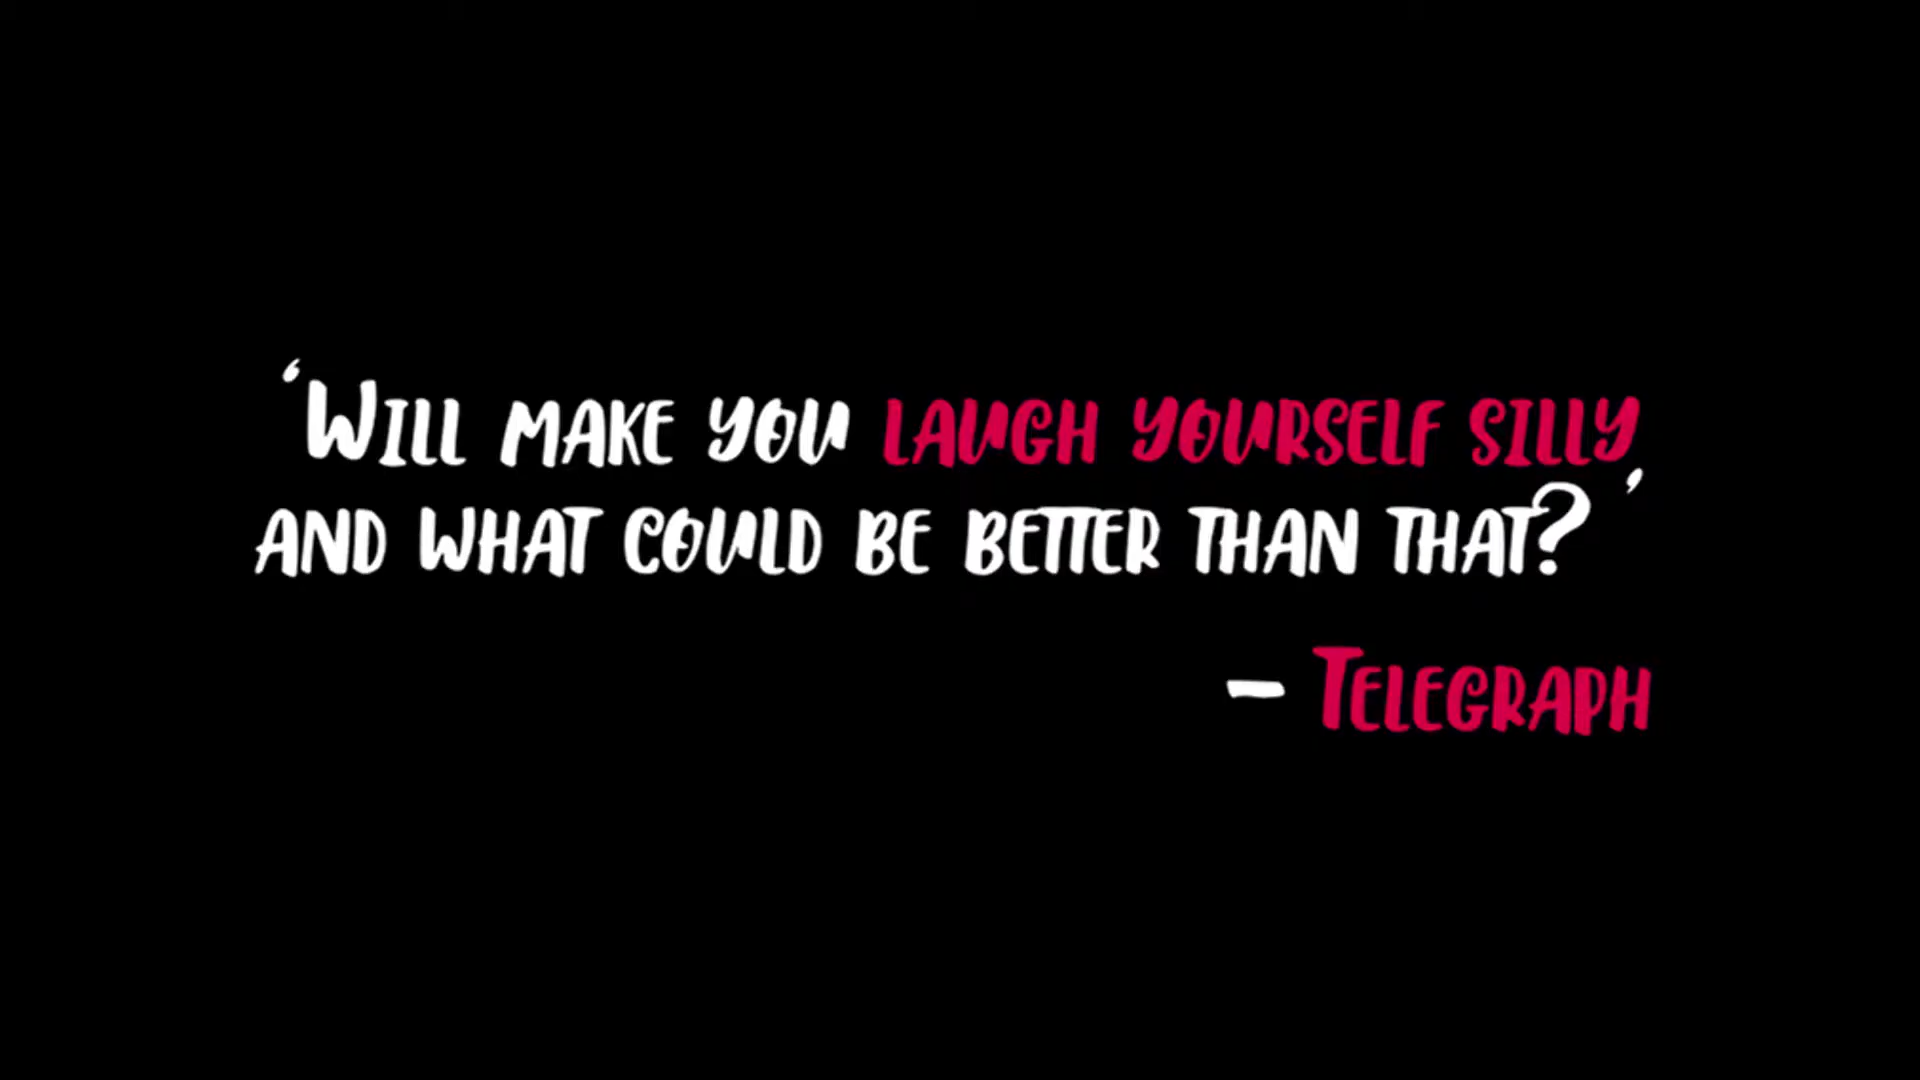 ‘Will make you laugh yourself silly
and what could be better than that?’
– Telegraph